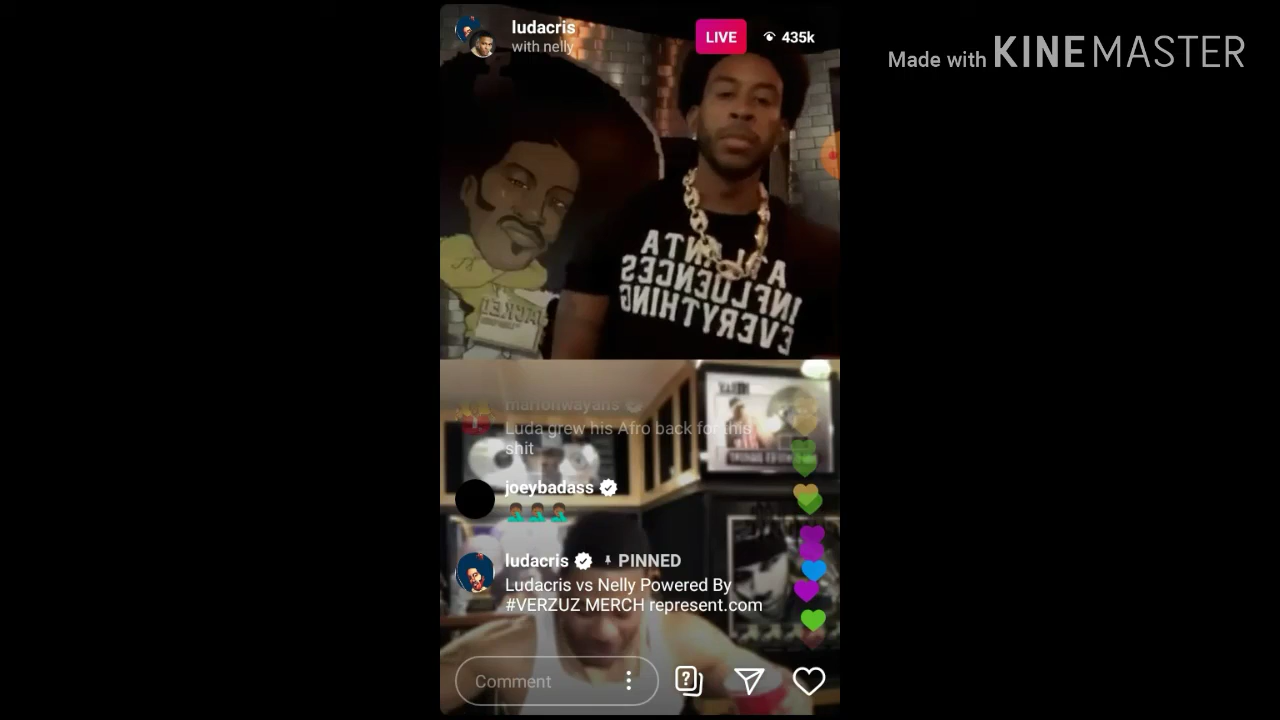 ludacris
with nelly
LIVE
435k
Made with KINEMASTER
ATLANTA
INFLUENCES
EVERYTHING
marlonwayans
Luda grew his Afro back for this
shit
joeybadass
ludacris PINNED
Ludacris vs Nelly Powered By
#VERZUZ MERCH represent.com
Comment